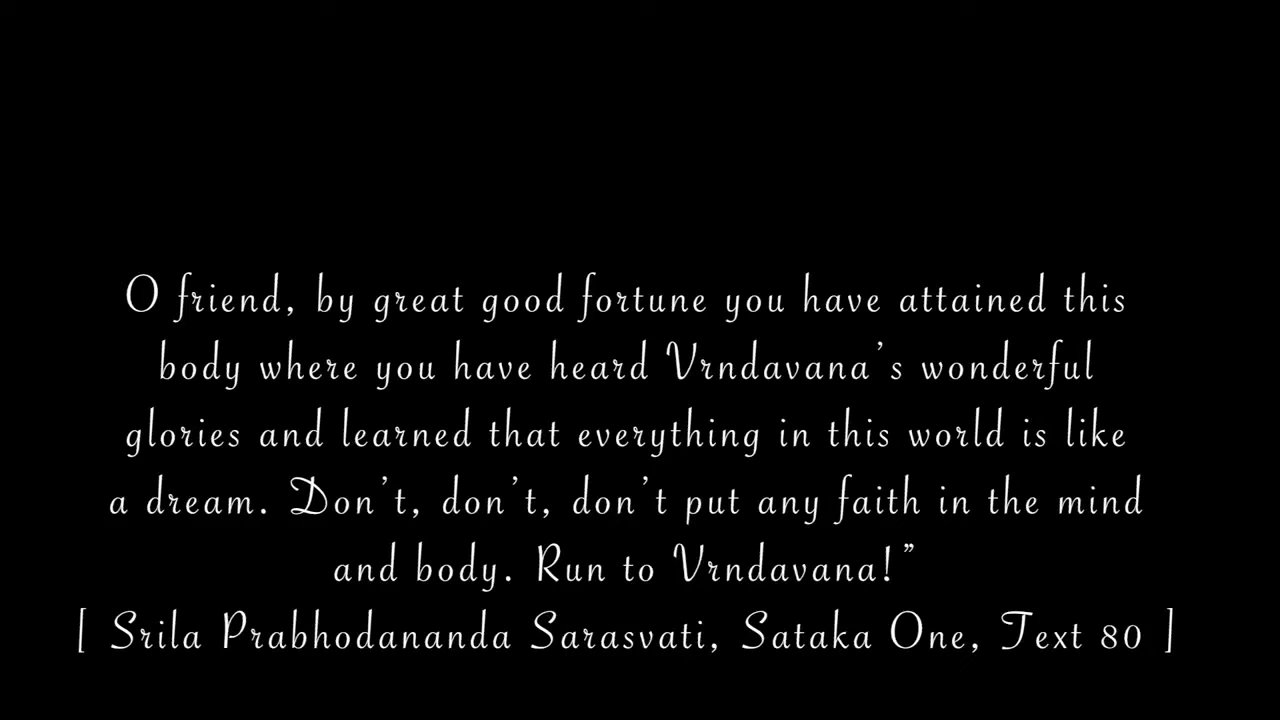 O friend, by great good fortune you have attained this
body where you have heard Vrndavana’s wonderful
glories and learned that everything in this world is like
a dream. Don’t, don’t, don’t put any faith in the mind
and body. Run to Vrndavana!”
[ Srila Prabhodananda Sarasvati, Sataka One, Text 80 ]